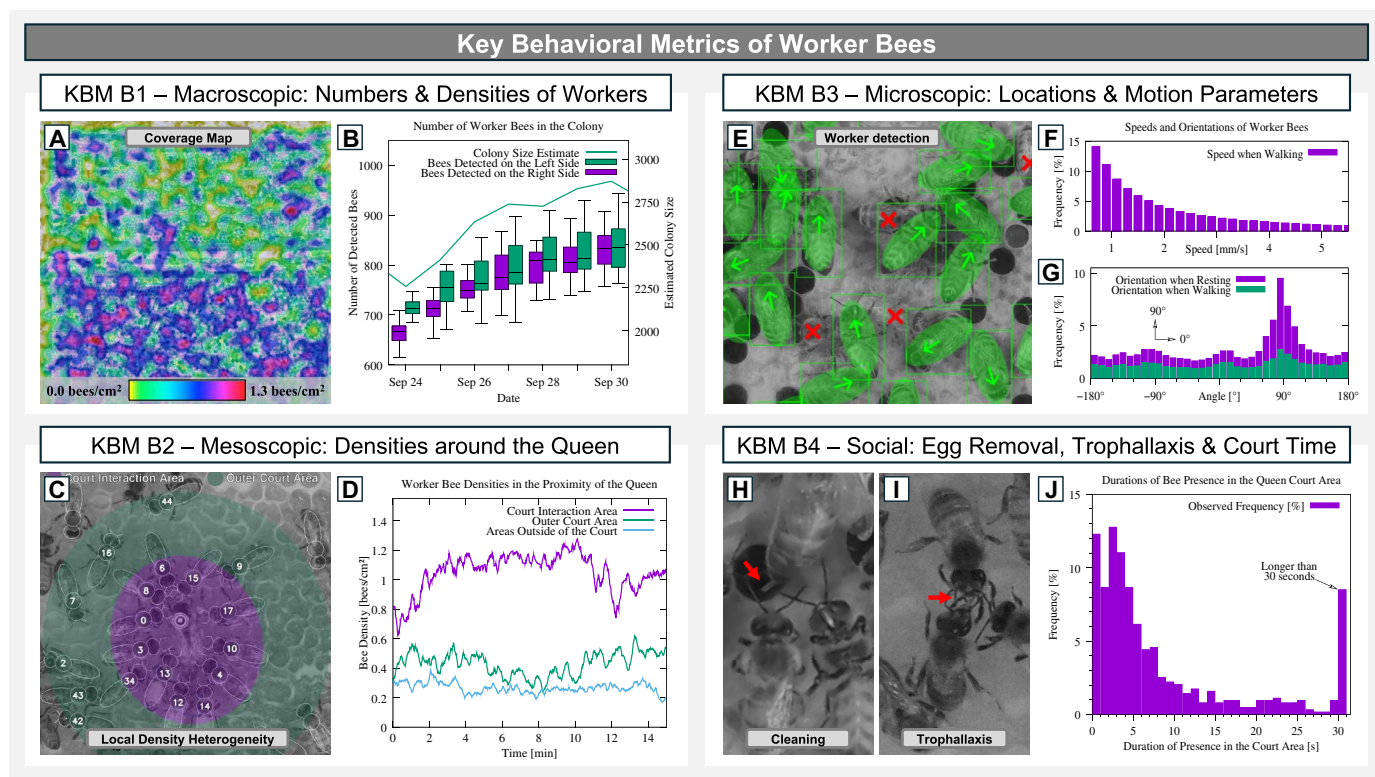 Key Behavioral Metrics of Worker Bees
KBM B1 – Macroscopic: Numbers & Densities of Workers
A
Coverage Map
0.0 bees/cm²
1.3 bees/cm²
B
Number of Worker Bees in the Colony
Colony Size Estimate
Bees Detected on the Left Side
Bees Detected on the Right Side
Number of Detected Bees
1000
900
800
700
600
3000
2750
2500
2250
2000
Estimated Colony Size
Sep 24
Sep 26
Sep 28
Sep 30
Date
KBM B3 – Microscopic: Locations & Motion Parameters
E
Worker detection
F
Speeds and Orientations of Worker Bees
Speed when Walking
Frequency [%]
15
10
5
0
1
2
3
4
5
Speed [mm/s]
G
Orientation when Resting
Orientation when Walking
90°
0°
Frequency [%]
10
5
0
−180°
−90°
Angle [°]
90°
180°
KBM B2 – Mesoscopic: Densities around the Queen
C
Court Interaction Area
Outer Court Area
44
16
6
15
9
8
7
17
0
3
10
2
13
4
34
43
12
14
42
Local Density Heterogeneity
D
Worker Bee Densities in the Proximity of the Queen
Court Interaction Area
Outer Court Area
Areas Outside of the Court
Bee Density [bees/cm²]
1.4
1.2
1
0.8
0.6
0.4
0.2
0
0
2
4
6
8
10
12
14
Time [min]
KBM B4 – Social: Egg Removal, Trophallaxis & Court Time
H
Cleaning
I
Trophallaxis
J
Durations of Bee Presence in the Queen Court Area
Observed Frequency [%]
Longer than
30 seconds
Frequency [%]
15
10
5
0
0
5
10
15
20
25
30
Duration of Presence in the Court Area [s]